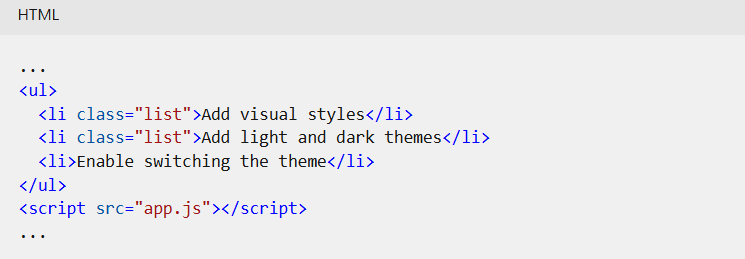 HTML
...
<ul>
  <li class="list">Add visual styles</li>
  <li class="list">Add light and dark themes</li>
  <li>Enable switching the theme</li>
</ul>
<script src="app.js"></script>
...